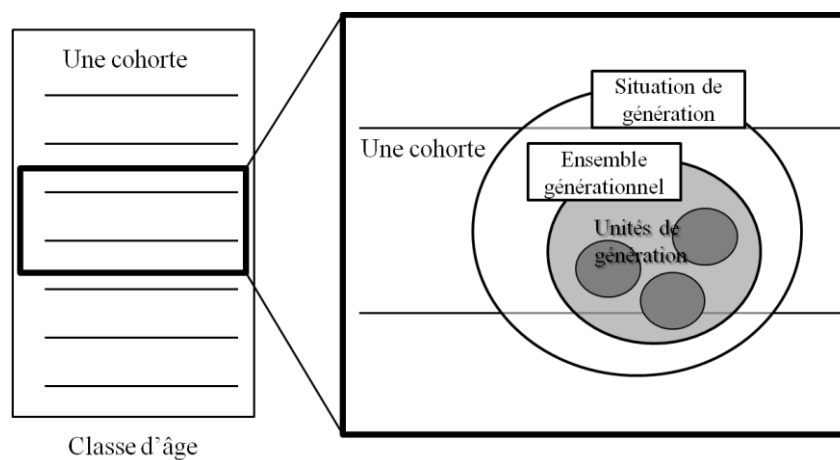 Une cohorte
Classe d'âge
Situation de
génération
Une cohorte
Ensemble
générationnel
Unités de
génération